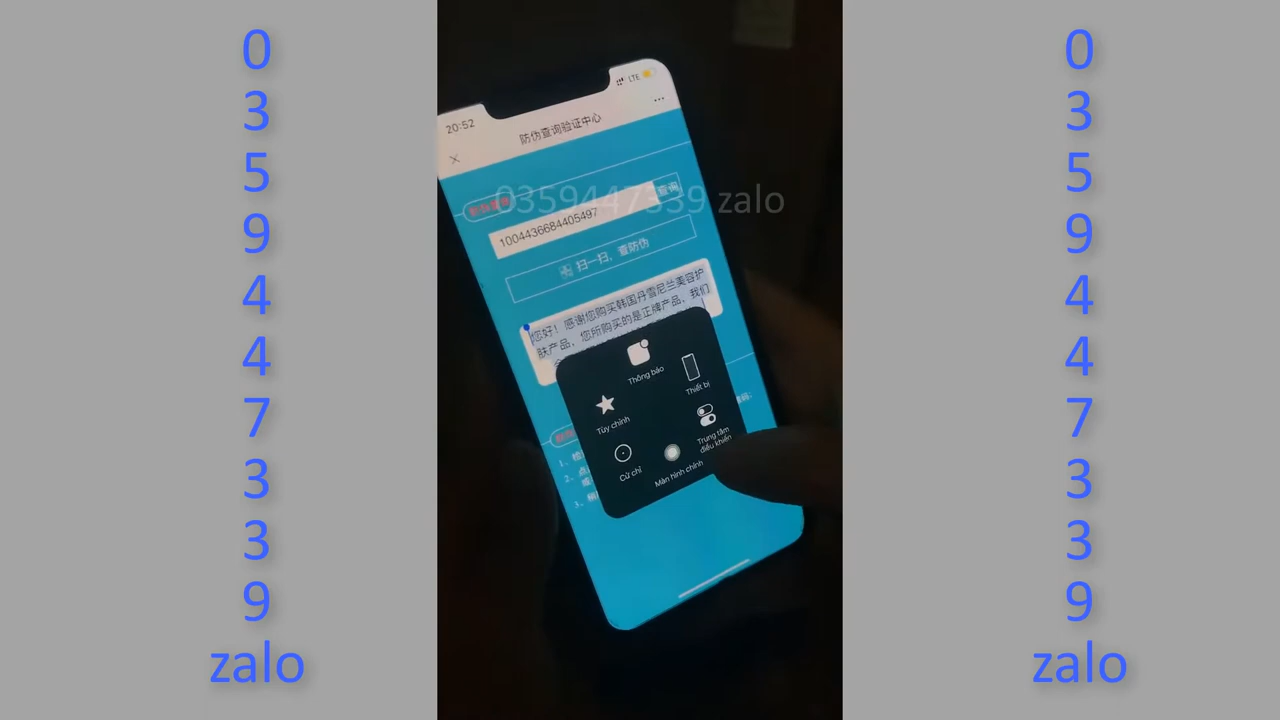 0
3
5
9
4
4
7
3
3
9
zalo
20:52
LTE
防伪查询验证中心
0359447339 zalo
查询
1004436684405497
扫一扫，查防伪
您好！感谢您购买韩国丹雪尼兰美容护
肤产品，您所购买的是正牌产品，我们
Thông báo
Thiết bị
Tùy chỉnh
Trung tâm
điều khiển
Cử chỉ
Màn hình chính
1、
2、点
3、
0
3
5
9
4
4
7
3
3
9
zalo